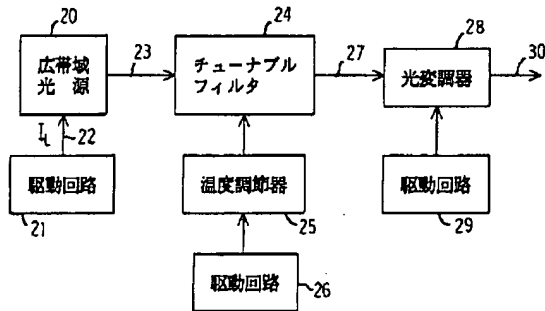 20
広帯域
光源
23
24
チューナブル
フィルタ
27
28
光変調器
30
IL
22
駆動回路
21
温度調節器
25
駆動回路
29
駆動回路
26